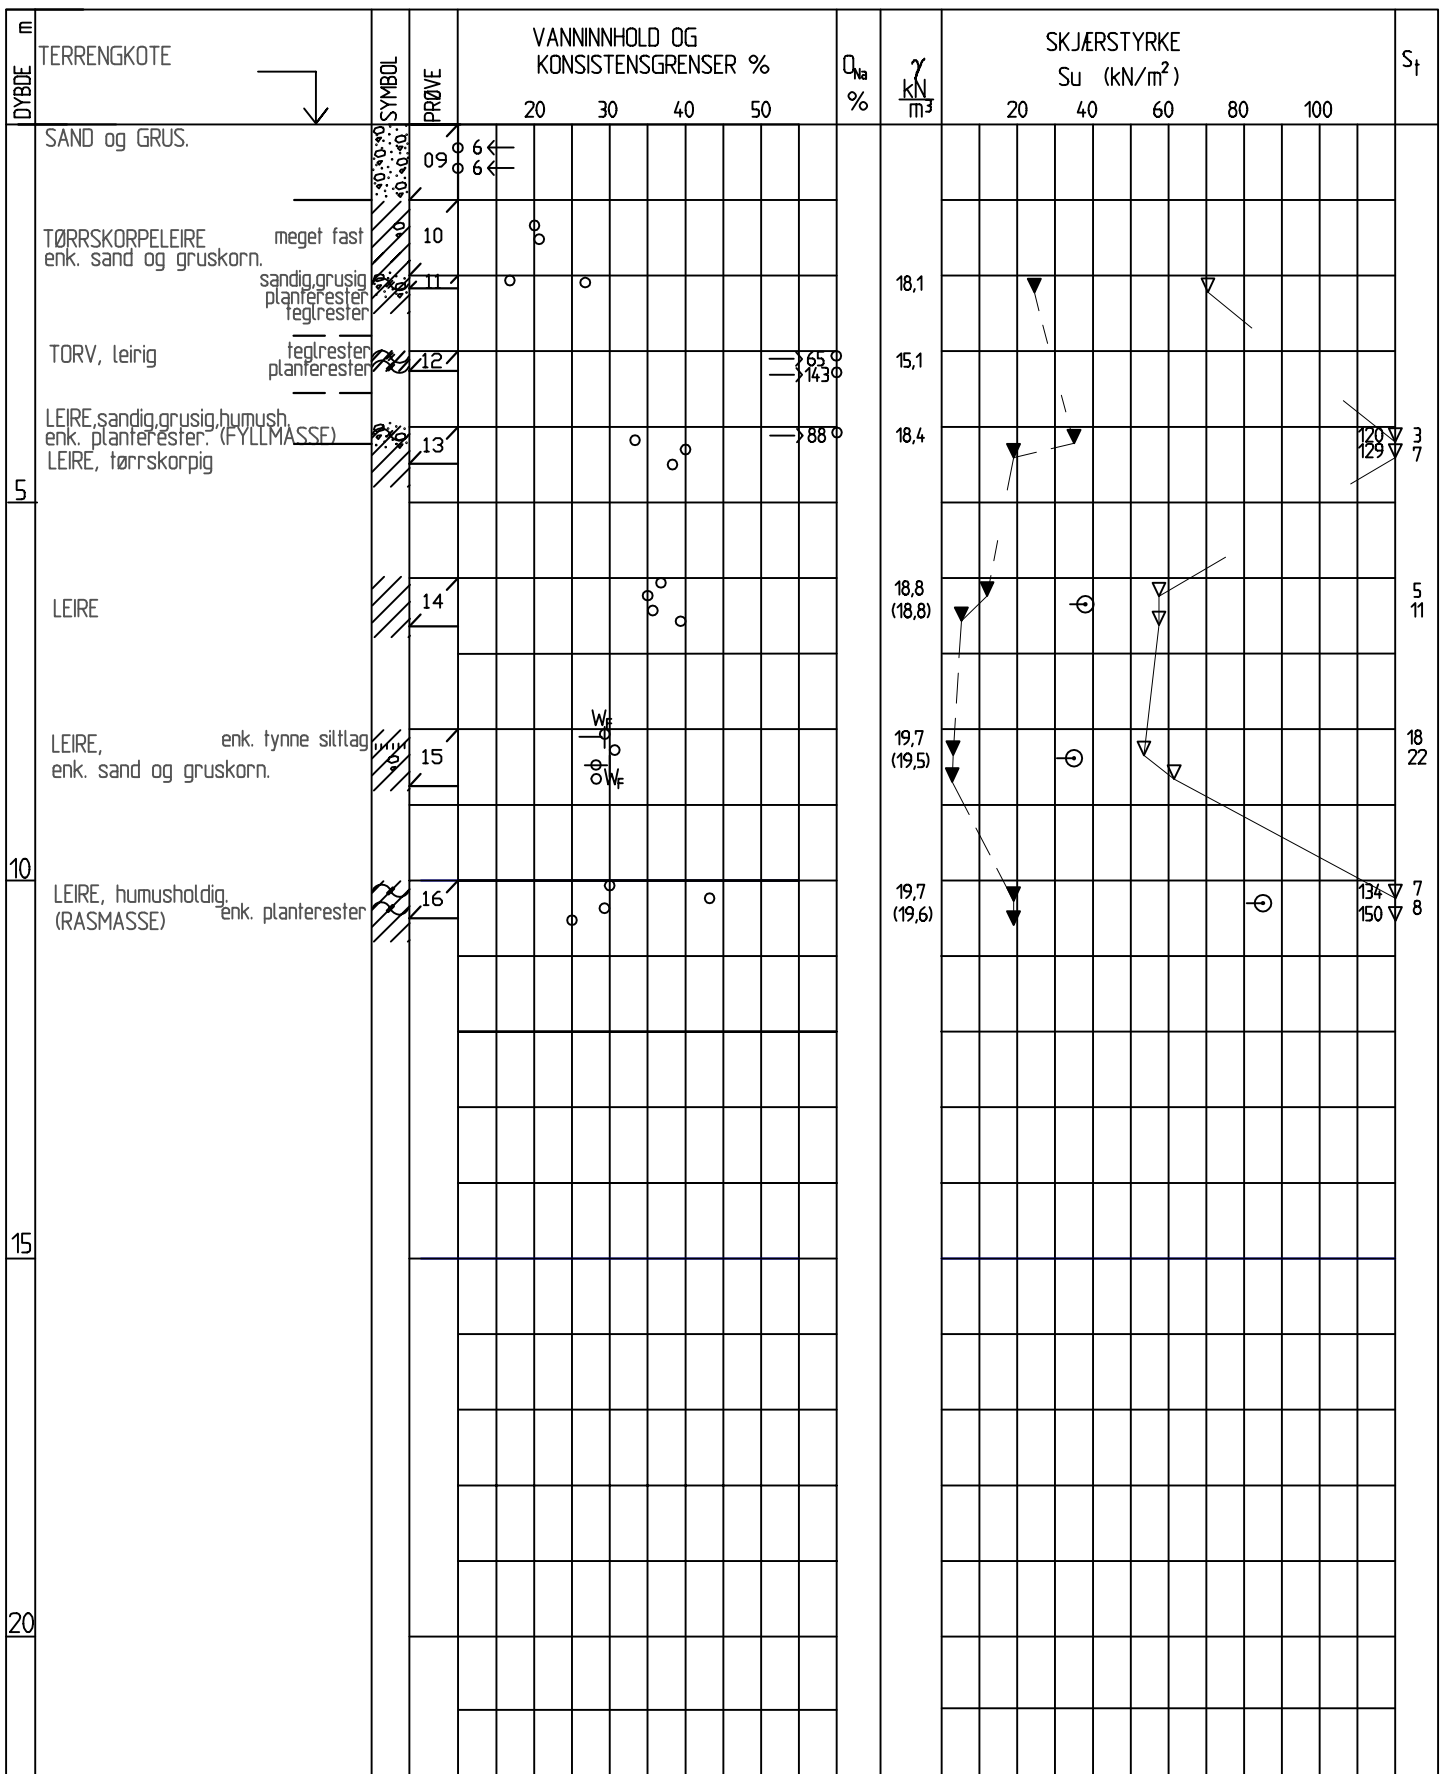 m
DYBDE
TERRENGKOTE
SYMBOL
PRØVE
VANNINNHOLD OG
KONSISTENSGRENSER %
20 30 40 50
O Na
%
γ
kN
m³
SKJÆRSTYRKE
Su (kN/m²)
20 40 60 80 100
St
SAND og GRUS.
09
6
6
TØRRSKORPELEIRE meget fast
enk. sand og gruskorn.
10
sandig,grusig
planterester
teglrester
11
18,1
TORV, leirig teglrester
planterester
12
65
143
15,1
LEIRE,sandig,grusig,humush.
enk. planterester. (FYLLMASSE)
LEIRE, tørrskorpig
13
88
18,4
120 3
129 7
5
LEIRE
14
18,8
(18,8)
5
11
LEIRE, enk. tynne siltlag
enk. sand og gruskorn.
15
WF
WF
19,7
(19,5)
18
22
10
LEIRE, humusholdig.
(RASMASSE) enk. planterester
16
19,7
(19,6)
134 7
150 8
15
20